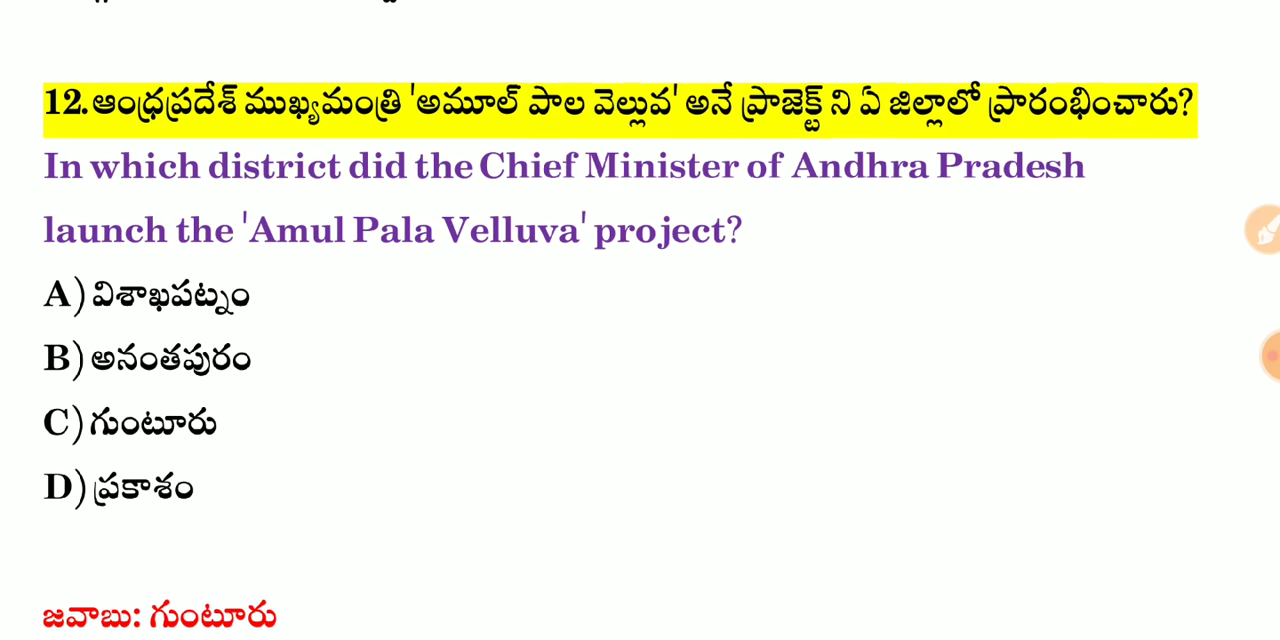 12.ఆంధ్రప్రదేశ్ ముఖ్యమంత్రి 'అమూల్ పాల వెల్లువ' అనే ప్రాజెక్ట్ ని ఏ జిల్లాలో ప్రారంభించారు?
In which district did the Chief Minister of Andhra Pradesh
launch the 'Amul Pala Velluva' project?
A) విశాఖపట్నం
B) అనంతపురం
C) గుంటూరు
D) ప్రకాశం
జవాబు: గుంటూరు